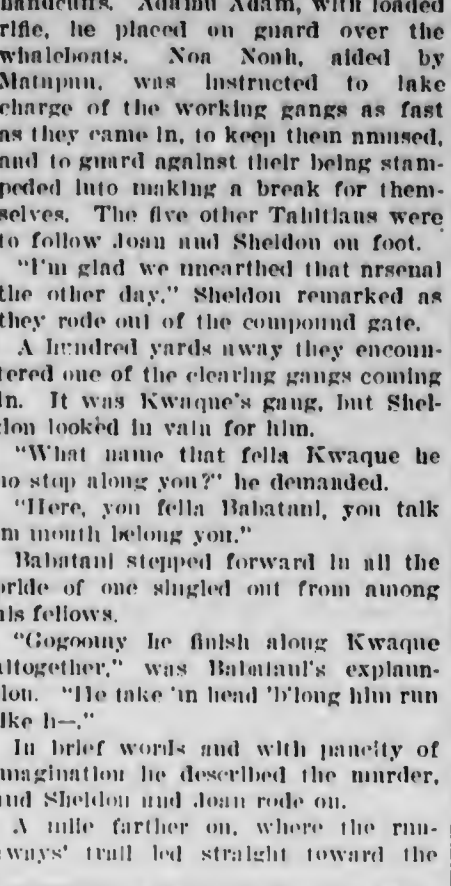 handcuffs. Adamu Adam, with loaded
rifle, he placed on guard over the
whaleboats. Noa Noah, aided by
Matapuu, was instructed to take
charge of the working gangs as fast
as they came in, to keep them amused,
and to guard against their being stam-
peded into making a break for them-
selves. The five other Tahitians were
to follow Joan and Sheldon on foot.
"I'm glad we unearthed that arsenal
the other day," Sheldon remarked as
they rode out of the compound gate.
A hundred yards away they encoun-
tered one of the clearing gangs coming
in. It was Kwaque's gang, but Shel-
don looked in vain for him.
"What name that fella Kwaque he
no stop along you?" he demanded.
"Here, you fella Babatani, you talk
'm mouth belong you."
Babatani stepped forward in all the
pride of one singled out from among
his fellows.
"Gogoomy he finish along Kwaque
altogether," was Babatani's explana-
tion. "He take 'm head 'b'long him run
like h—."
In brief words and with paucity of
imagination he described the murder,
and Sheldon and Joan rode on.
A mile farther on, where the run-
aways' trail led straight toward the